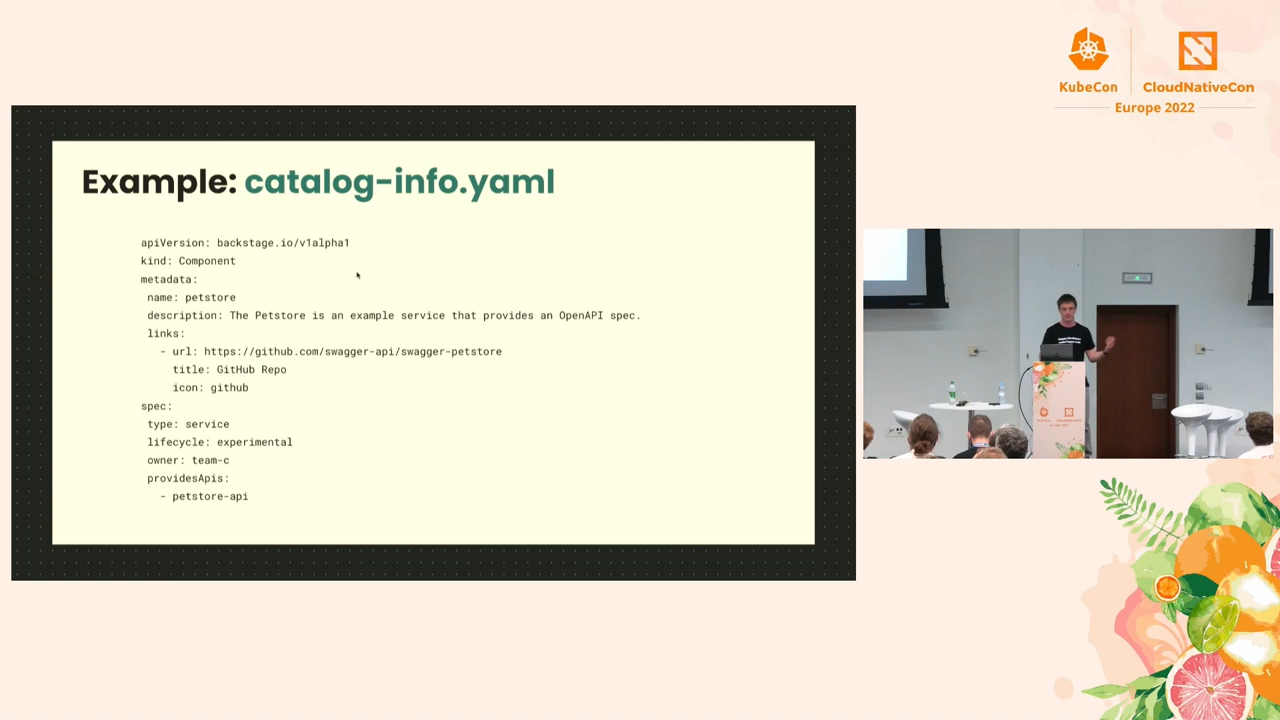 KubeCon
CloudNativeCon
Europe 2022
Example: catalog-info.yaml
apiVersion: backstage.io/v1alpha1
kind: Component
metadata:
 name: petstore
 description: The Petstore is an example service that provides an OpenAPI spec.
 links:
   - url: https://github.com/swagger-api/swagger-petstore
     title: GitHub Repo
     icon: github
spec:
 type: service
 lifecycle: experimental
 owner: team-c
 providesApis:
   - petstore-api